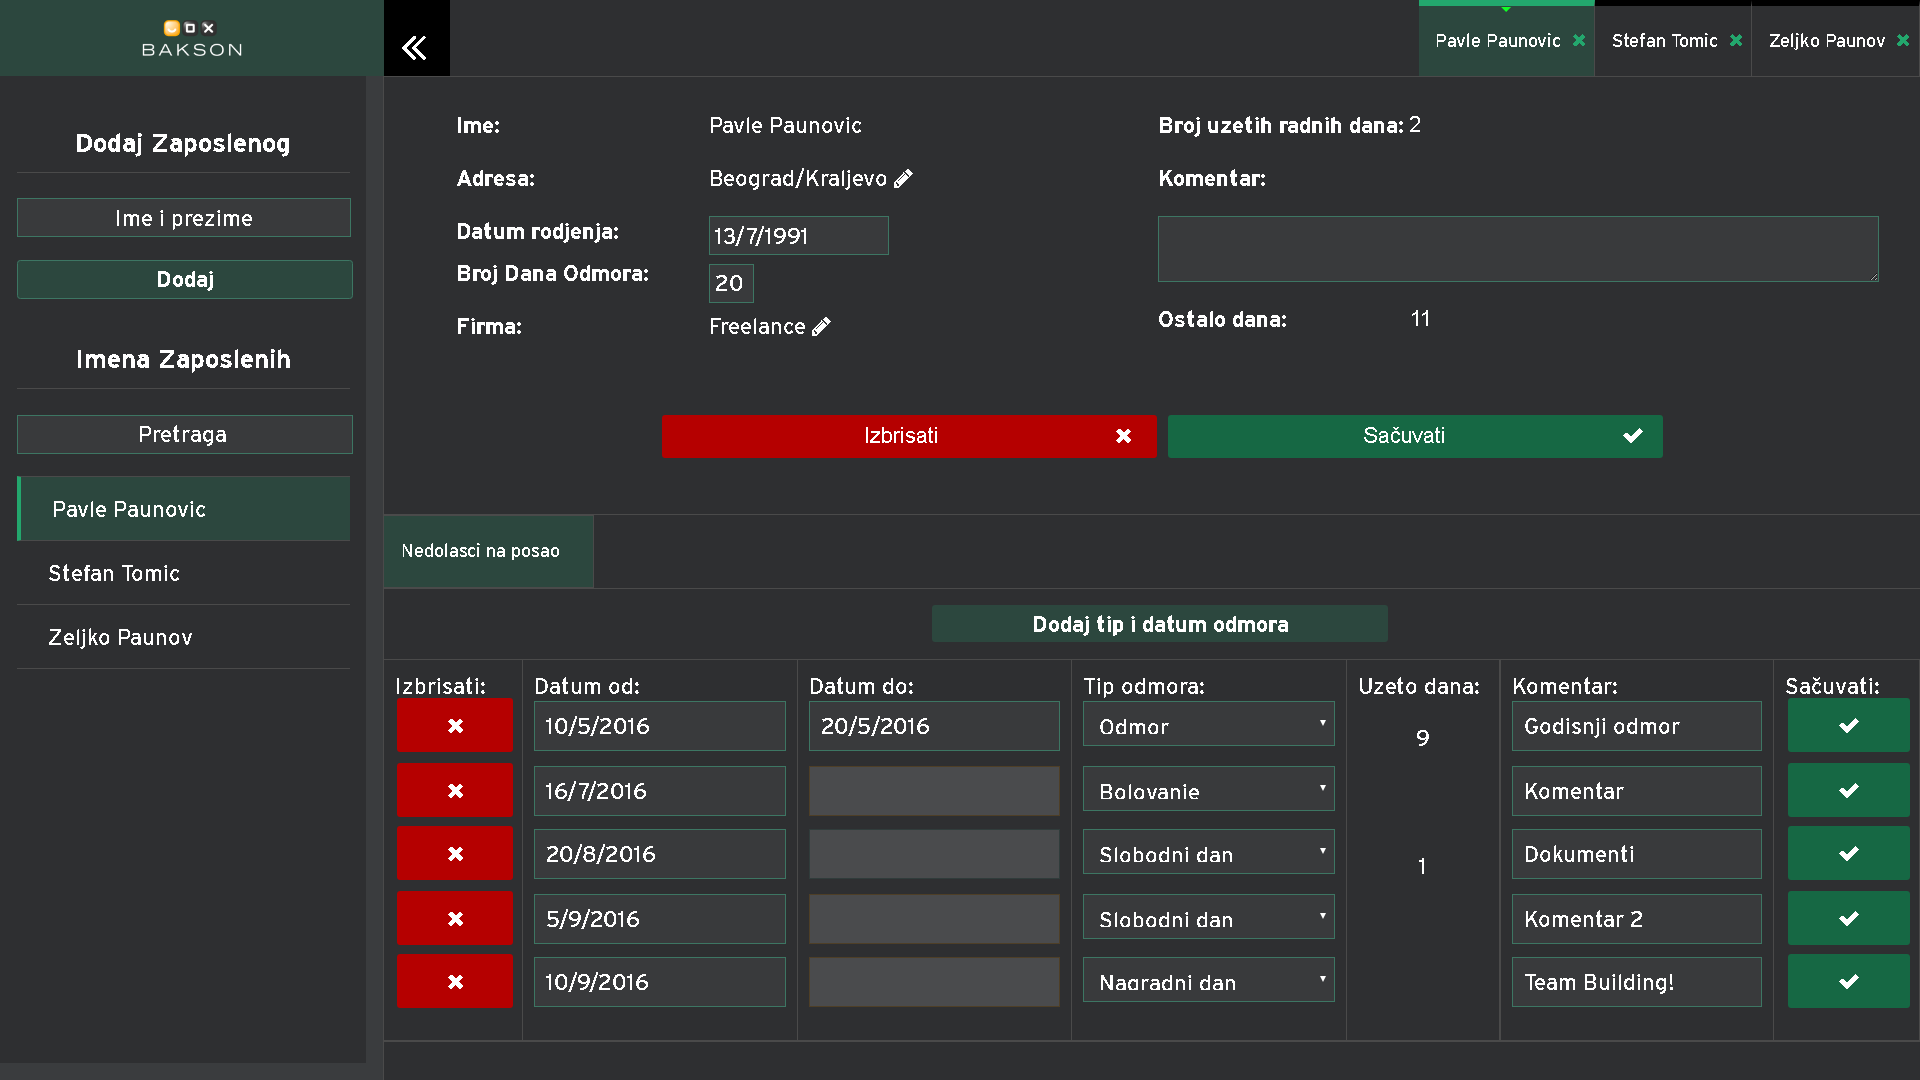 BAKSON
Pavle Paunovic
Stefan Tomic
Zeljko Paunov
Dodaj Zaposlenog
Ime i prezime
Dodaj
Imena Zaposlenih
Pretraga
Pavle Paunovic
Stefan Tomic
Zeljko Paunov
Ime: Pavle Paunovic
Adresa: Beograd/Kraljevo
Datum rodjenja: 13/7/1991
Broj Dana Odmora: 20
Firma: Freelance
Broj uzetih radnih dana: 2
Komentar:
Ostalo dana: 11
Izbrisati
Sačuvati
Nedolasci na posao
Dodaj tip i datum odmora
Izbrisati: Datum od: Datum do: Tip odmora: Uzeto dana: Komentar: Sačuvati:
10/5/2016 20/5/2016 Odmor 9 Godisnji odmor
16/7/2016 Bolovanie Komentar
20/8/2016 Slobodni dan 1 Dokumenti
5/9/2016 Slobodni dan Komentar 2
10/9/2016 Nagradni dan Team Building!